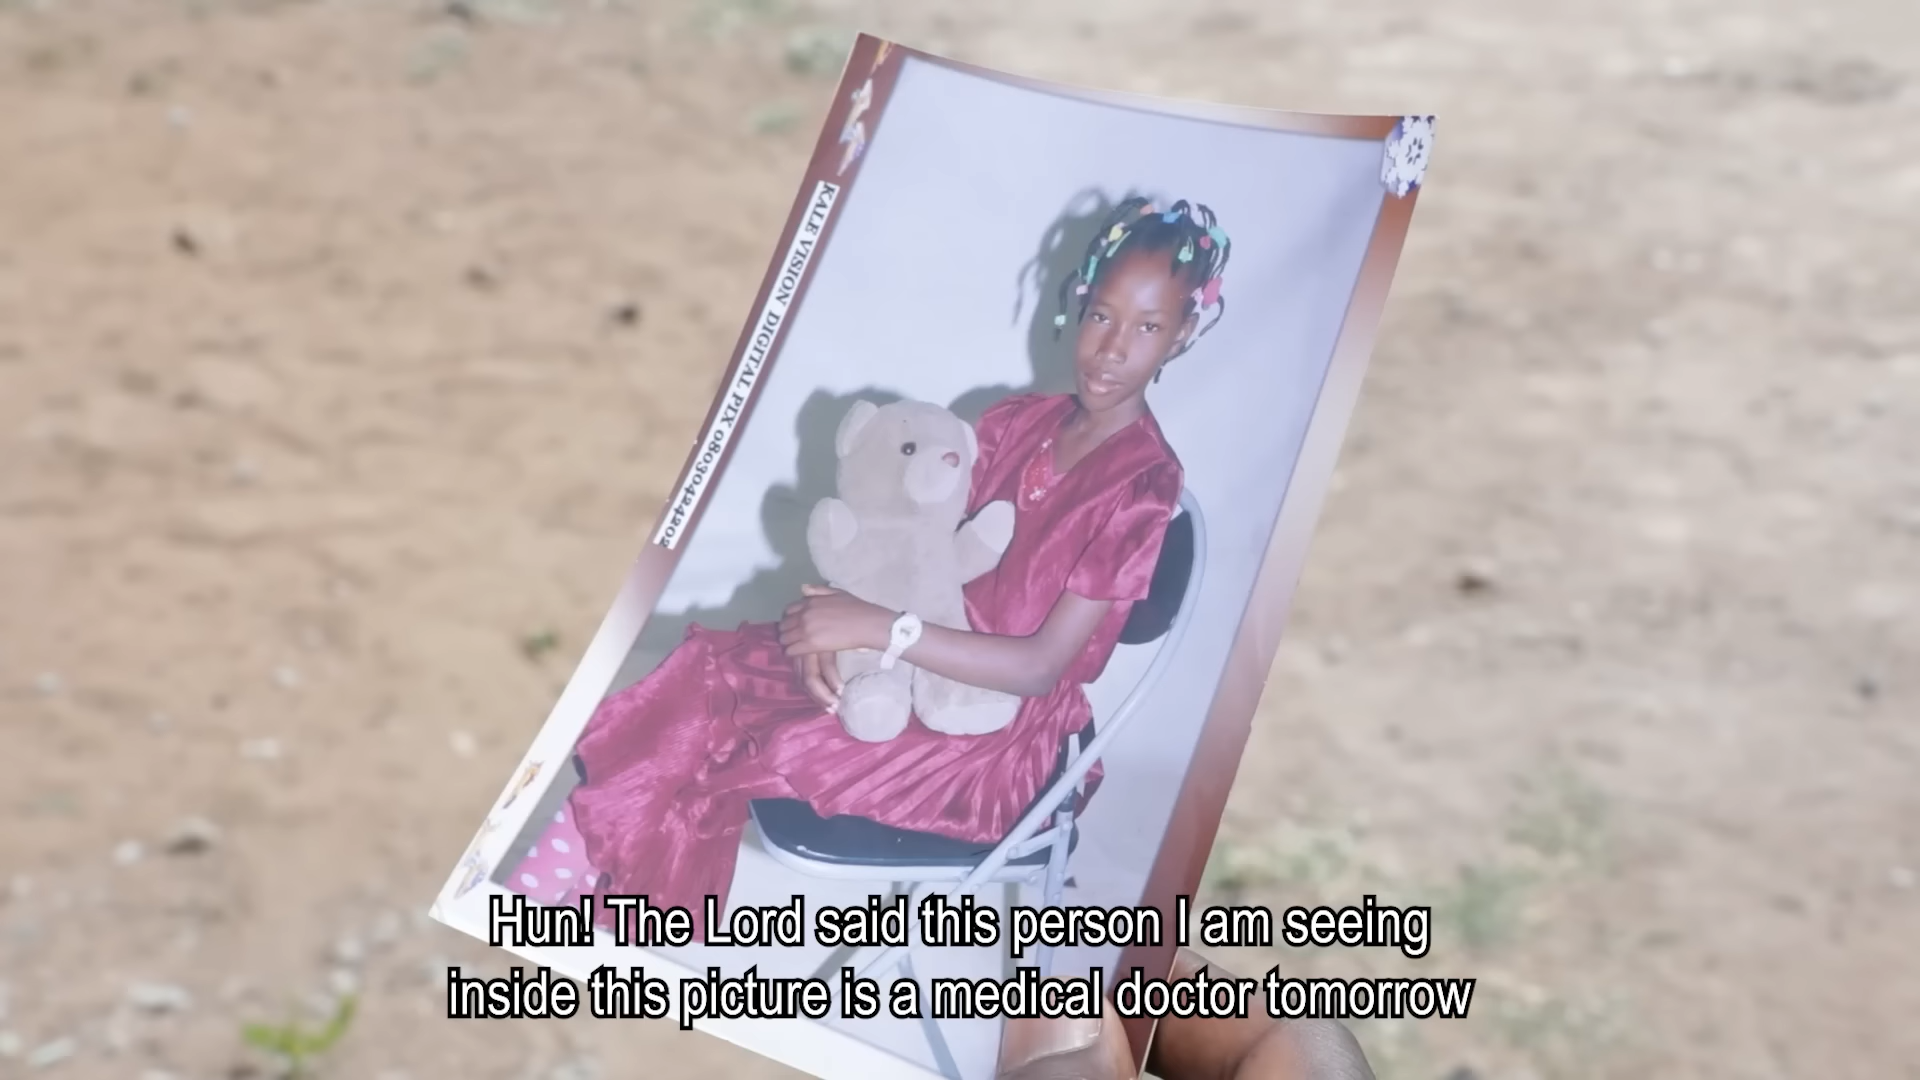 KALE VISION DIGITAL PIX 08030424202
Hun! The Lord said this person I am seeing
inside this picture is a medical doctor tomorrow